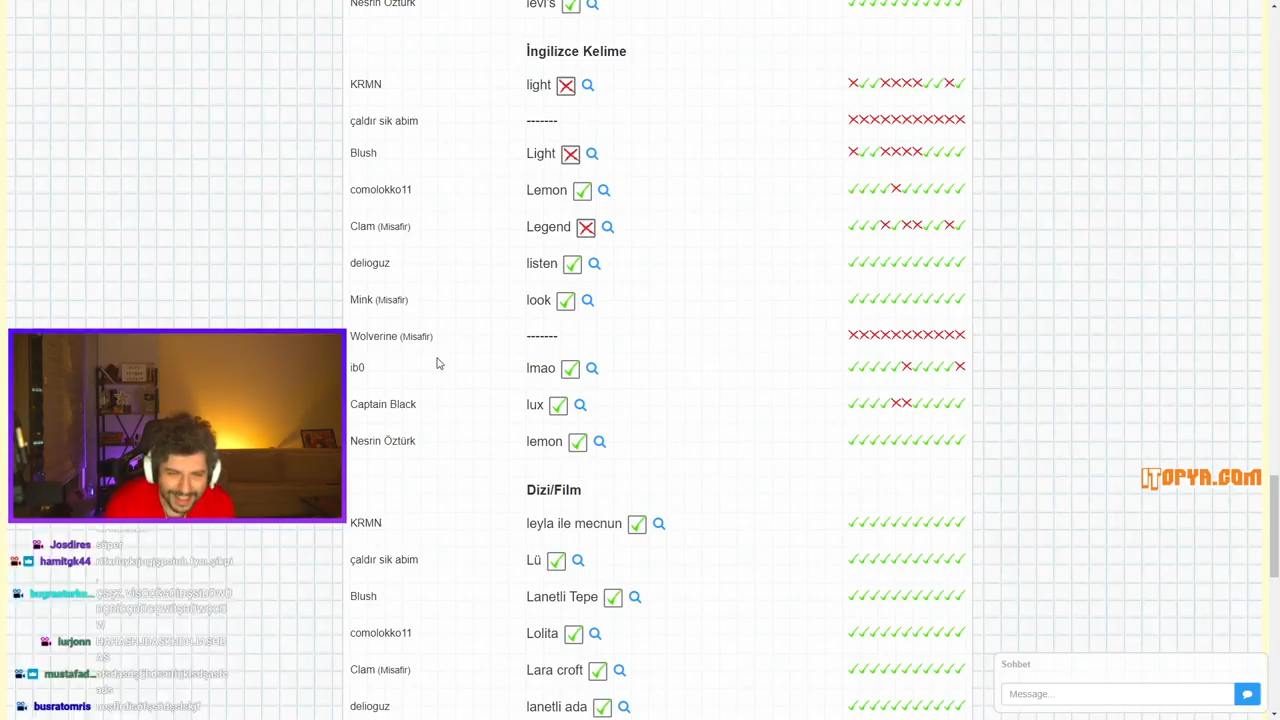 Nesrin Öztürk levi's
İngilizce Kelime
KRMN light
çaldır sik abim -------
Blush Light
comolokko11 Lemon
Clam (Misafir) Legend
delioguz listen
Mink (Misafir) look
Wolverine (Misafir) -------
ib0 lmao
Captain Black lux
Nesrin Öztürk lemon
Dizi/Film
KRMN leyla ile mecnun
çaldır sik abim Lü
Blush Lanetli Tepe
comolokko11 Lolita
Clam (Misafir) Lara croft
delioguz lanetli ada
Josdires süper
hamitgk44
lurjonn
mustafad...
busratomris
iTOPYA.COM
Sohbet
Message...